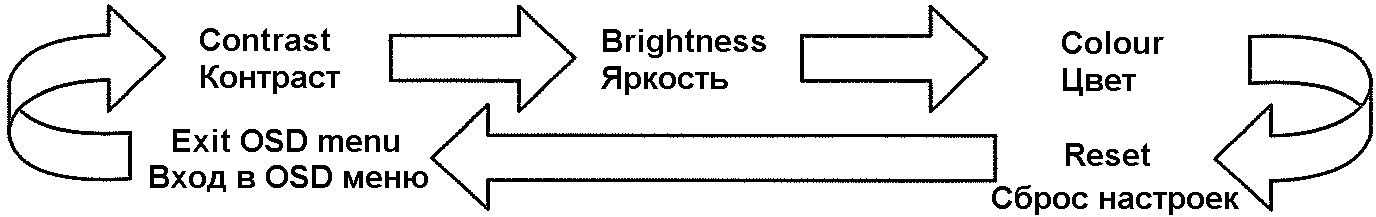 Contrast
Контраст
Brightness
Яркость
Colour
Цвет
Exit OSD menu
Вход в OSD меню
Reset
Сброс настроек